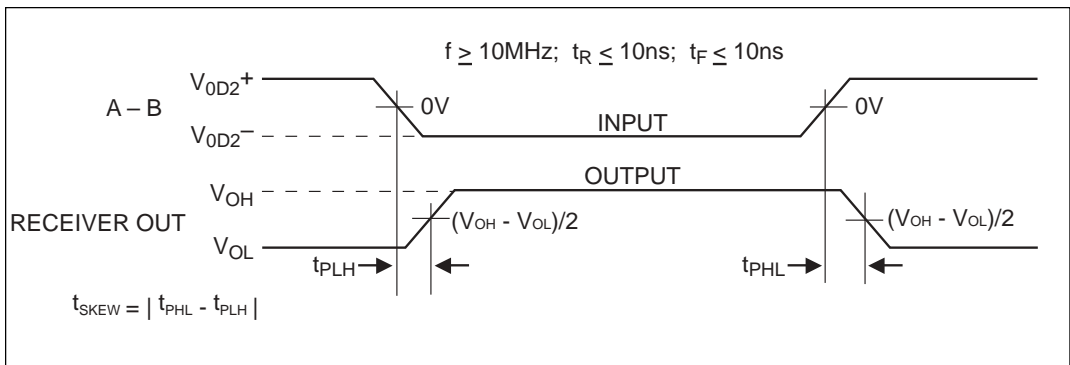 f ≥ 10MHz; tR ≤ 10ns; tF ≤ 10ns
V0D2+
A – B
0V
0V
INPUT
V0D2–
OUTPUT
VOH
RECEIVER OUT
(VOH - VOL)/2
(VOH - VOL)/2
VOL
tPLH
tPHL
tSKEW = | tPHL - tPLH |